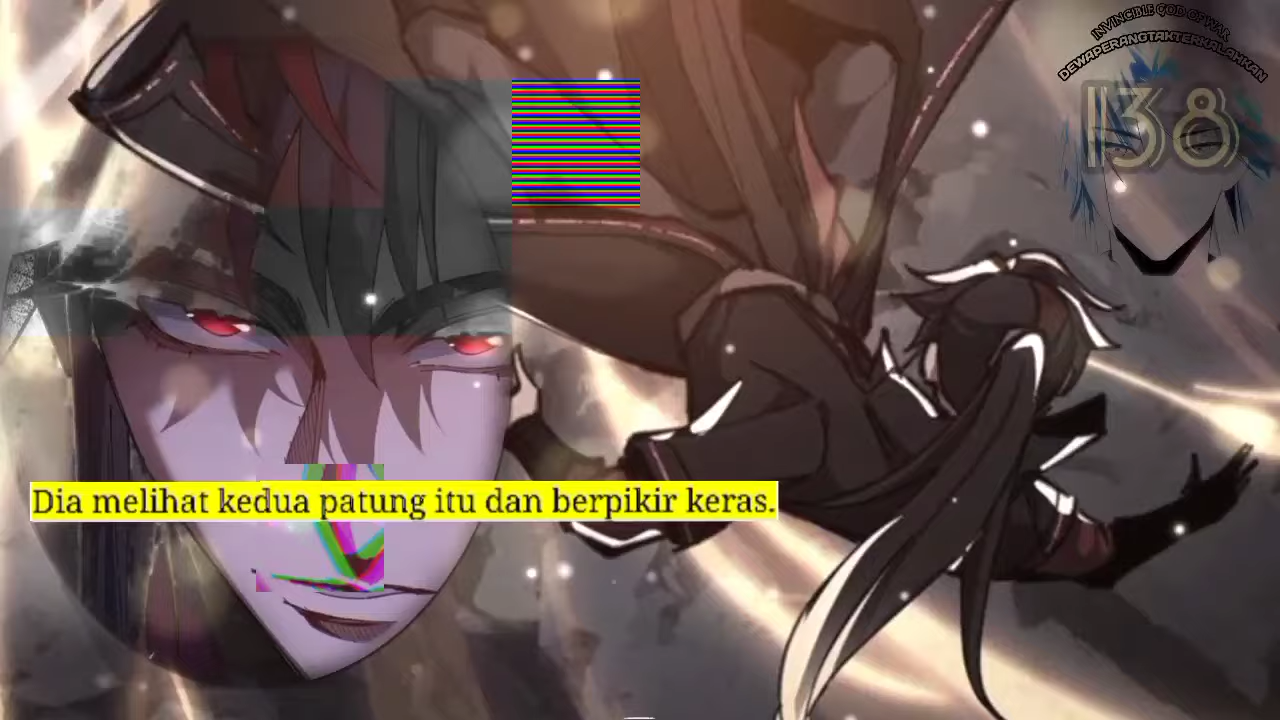 INVINCIBLE GOD OF WAR
DEWAPERANGTAKTERKALAHKAN
138
Dia melihat kedua patung itu dan berpikir keras.